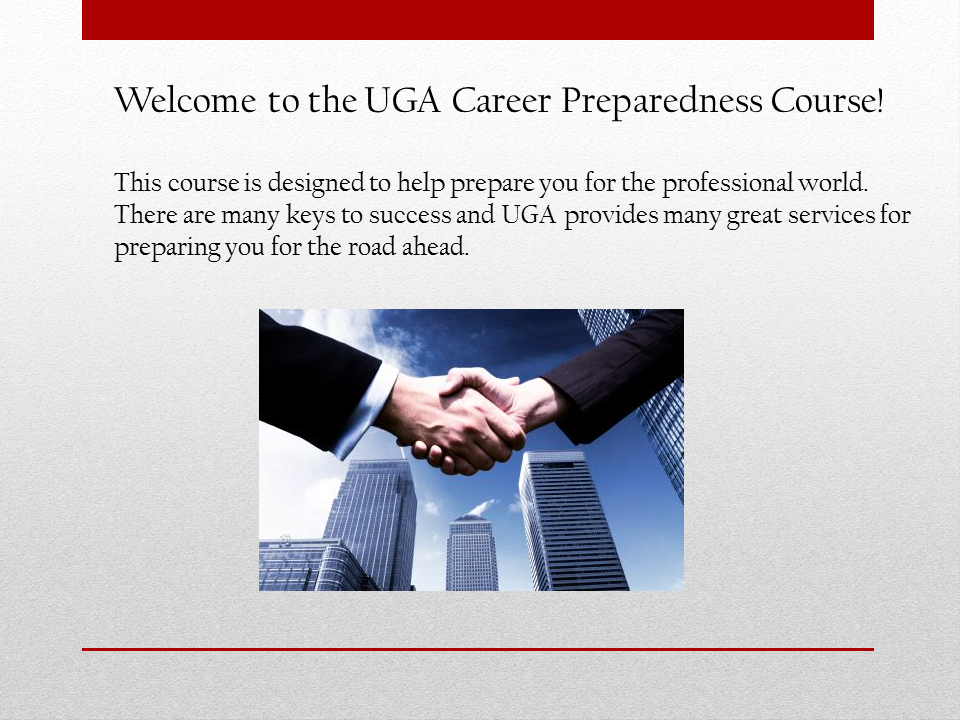 Welcome to the UGA Career Preparedness Course!
This course is designed to help prepare you for the professional world.
There are many keys to success and UGA provides many great services for
preparing you for the road ahead.